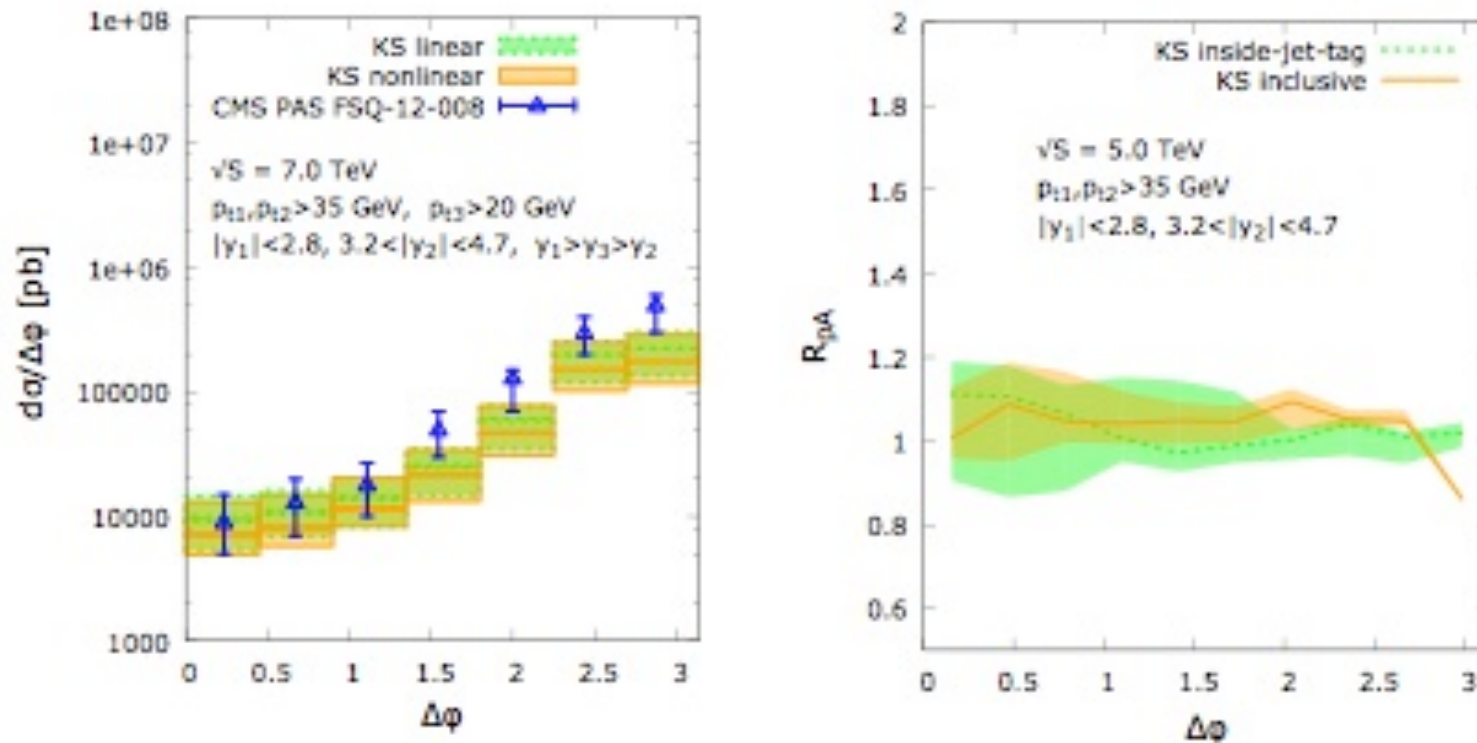 1e+08
1e+07
1e+06
100000
10000
1000
dσ/Δφ [pb]
KS linear
KS nonlinear
CMS PAS FSQ-12-008
√S = 7.0 TeV
pt1,pt2>35 GeV, pt3>20 GeV
|y1|<2.8, 3.2<|y2|<4.7, y1>y3>y2
0 0.5 1 1.5 2 2.5 3
Δφ
2
1.8
1.6
1.4
1.2
1
0.8
0.6
RpA
KS inside-jet-tag
KS inclusive
√S = 5.0 TeV
pt1,pt2>35 GeV
|y1|<2.8, 3.2<|y2|<4.7
0 0.5 1 1.5 2 2.5 3
Δφ